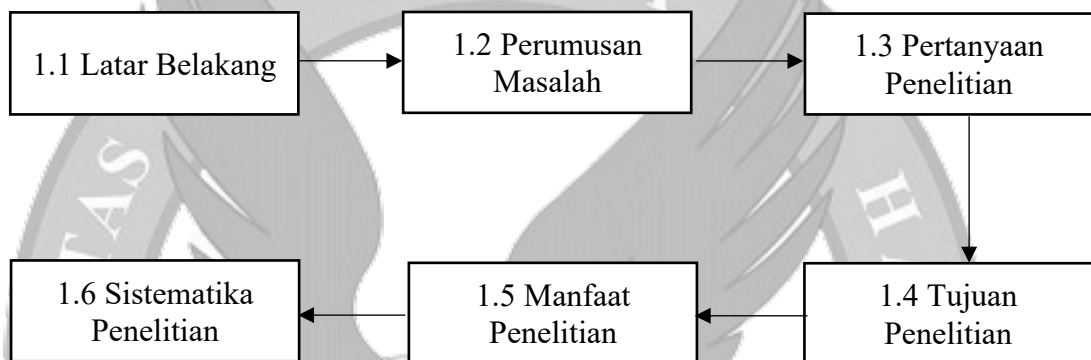 1.1 Latar Belakang
1.2 Perumusan
Masalah
1.3 Pertanyaan
Penelitian
1.4 Tujuan
Penelitian
1.5 Manfaat
Penelitian
1.6 Sistematika
Penelitian
TAS
H